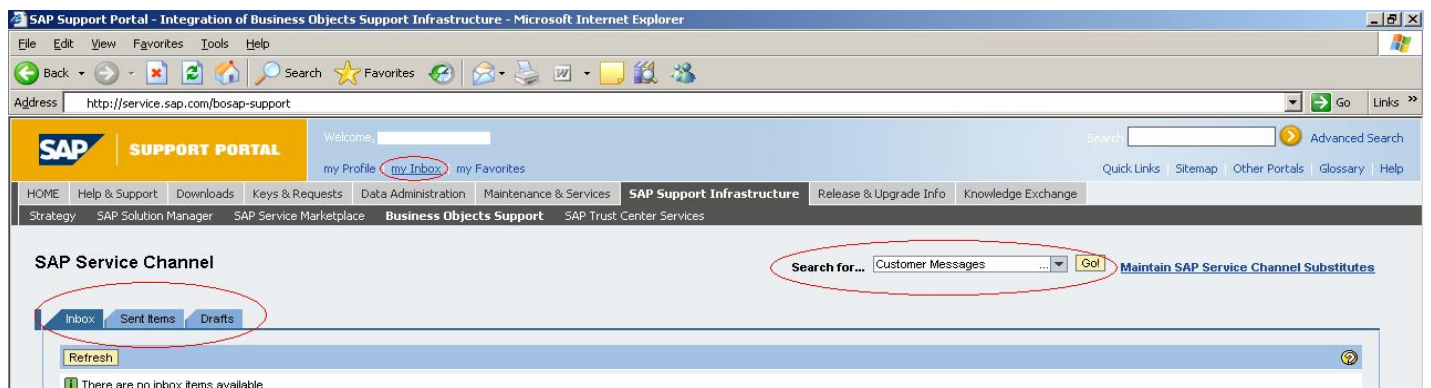 SAP Support Portal - Integration of Business Objects Support Infrastructure - Microsoft Internet Explorer
File Edit View Favorites Tools Help
Back Search Favorites
Address http://service.sap.com/bosap-support Go Links »
SAP SUPPORT PORTAL Welcome, Search Advanced Search
my Profile my Inbox my Favorites Quick Links Sitemap Other Portals Glossary Help
HOME Help & Support Downloads Keys & Requests Data Administration Maintenance & Services SAP Support Infrastructure Release & Upgrade Info Knowledge Exchange
Strategy SAP Solution Manager SAP Service Marketplace Business Objects Support SAP Trust Center Services
SAP Service Channel
Search for... Customer Messages ... Go! Maintain SAP Service Channel Substitutes
Inbox Sent Items Drafts
Refresh
There are no inbox items available.